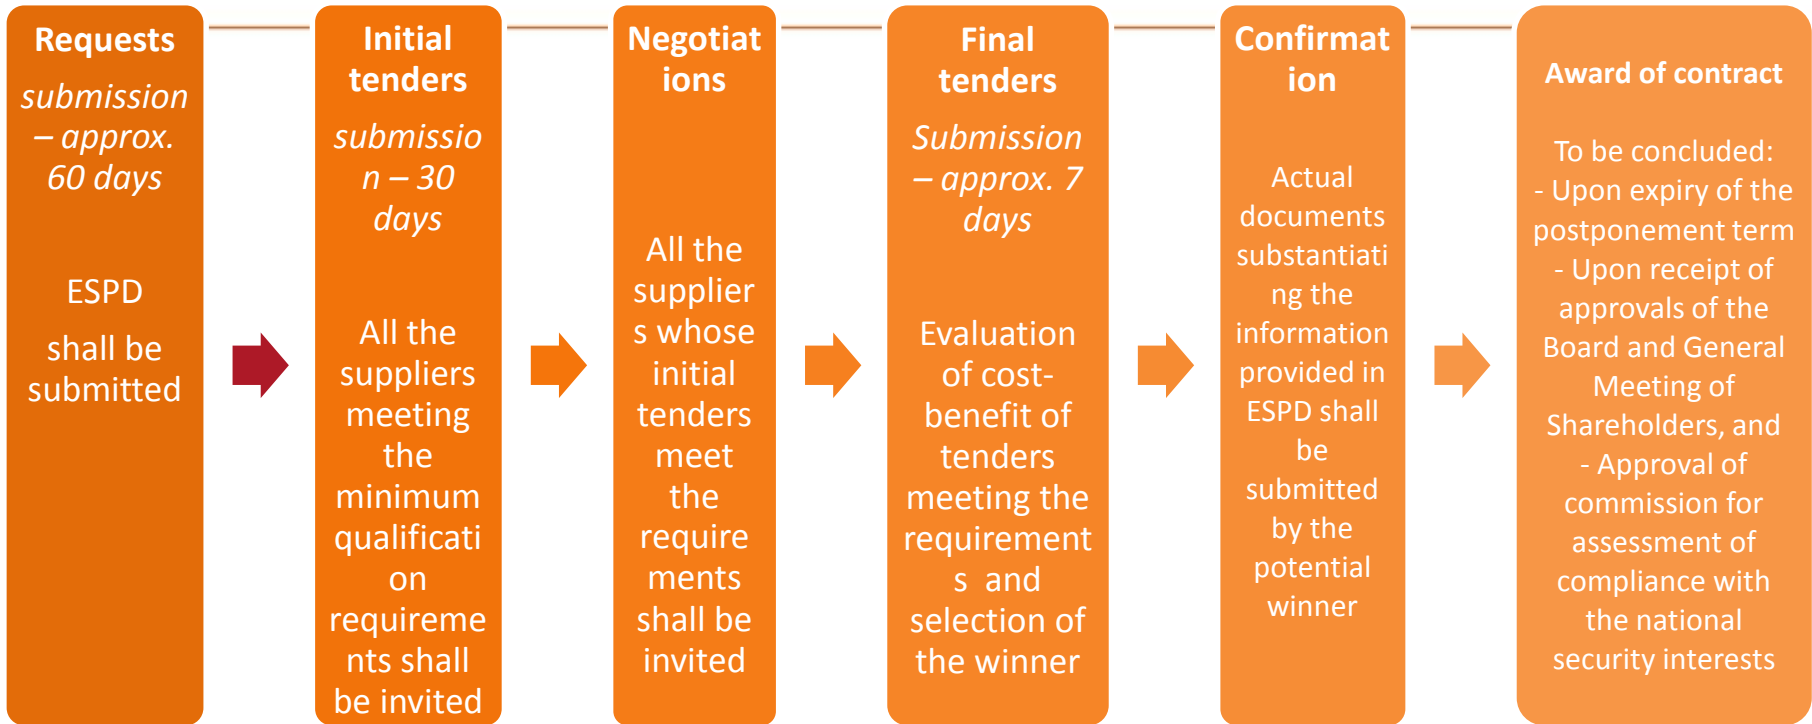 Requests
submission
– approx.
60 days
ESPD
shall be
submitted
Initial
tenders
submissio
n – 30
days
All the
suppliers
meeting
the
minimum
qualificati
on
requireme
nts shall
be invited
Negotiat
ions
All the
supplier
s whose
initial
tenders
meet
the
require
ments
shall be
invited
Final
tenders
Submission
– approx. 7
days
Evaluation
of cost-
benefit of
tenders
meeting the
requirement
s and
selection of
the winner
Confirmat
ion
Actual
documents
substantiati
ng the
information
provided in
ESPD shall
be
submitted
by the
potential
winner
Award of contract
To be concluded:
- Upon expiry of the
postponement term
- Upon receipt of
approvals of the
Board and General
Meeting of
Shareholders, and
- Approval of
commission for
assessment of
compliance with
the national
security interests